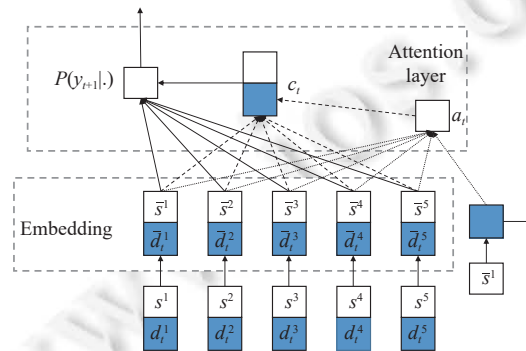 Attention
layer
P(y_{t+1}|.)
c_t
a_t
Embedding
s̄^1 s̄^2 s̄^3 s̄^4 s̄^5
d̄_t^1 d̄_t^2 d̄_t^3 d̄_t^4 d̄_t^5
s̄^1
s^1 s^2 s^3 s^4 s^5
d_t^1 d_t^2 d_t^3 d_t^4 d_t^5